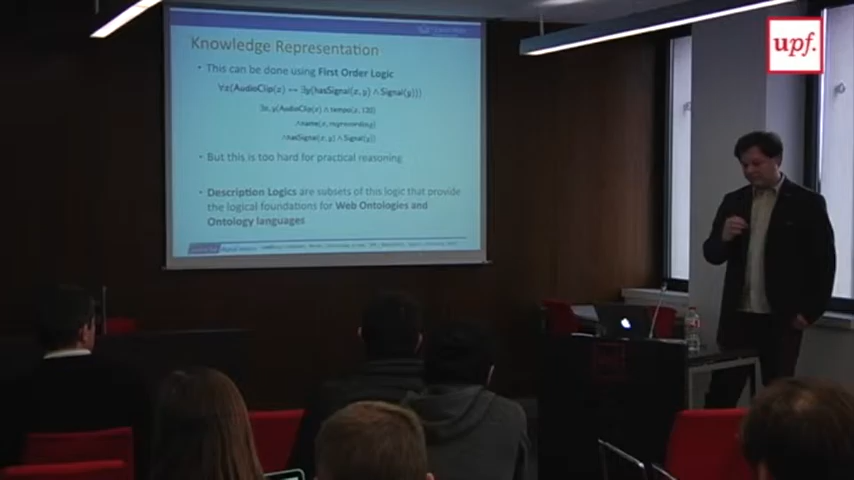 upf.
Knowledge Representation
• This can be done using First Order Logic
∀x(AudioClip(x) → ∃y(hasSignal(x, y) ∧ Signal(y)))
∃x, y(AudioClip(x) ∧ tempo(x, 120)
∧name(x, myrecording)
∧hasSignal(x, y) ∧ Signal(y))
• But this is too hard for practical reasoning
• Description Logics are subsets of this logic that provide
the logical foundations for Web Ontologies and
Ontology languages